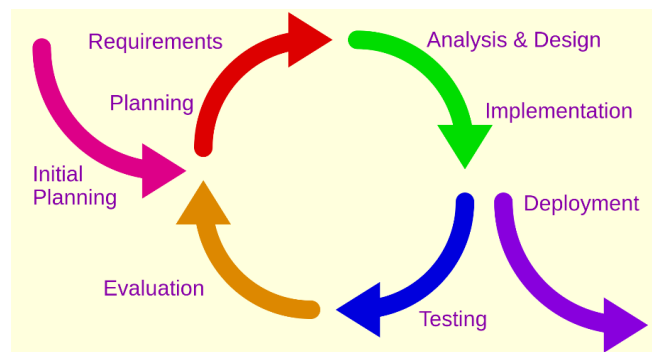 Requirements
Analysis & Design
Planning
Implementation
Initial
Planning
Deployment
Evaluation
Testing